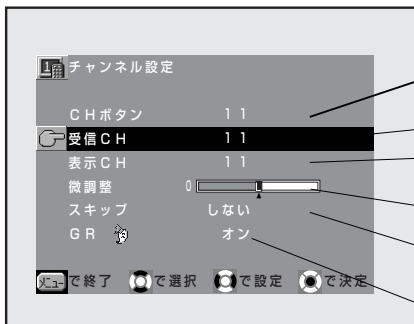 1 チャンネル設定
CHボタン 11
受信CH 11
表示CH 11
微調整 0
スキップ しない
GR オン
メニューで終了 で選択 で設定 で決定